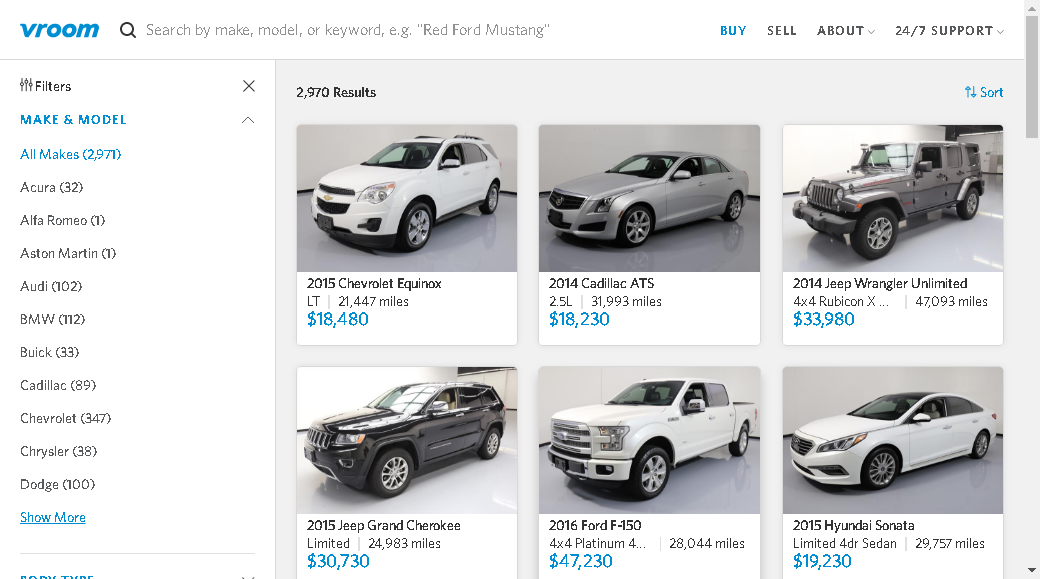 vroom
Search by make, model, or keyword, e.g. "Red Ford Mustang"
BUY
SELL
ABOUT
24/7 SUPPORT
Filters
MAKE & MODEL
All Makes (2,971)
Acura (32)
Alfa Romeo (1)
Aston Martin (1)
Audi (102)
BMW (112)
Buick (33)
Cadillac (89)
Chevrolet (347)
Chrysler (38)
Dodge (100)
Show More
BODY TYPE
2,970 Results
Sort
2015 Chevrolet Equinox
LT | 21,447 miles
$18,480
2014 Cadillac ATS
2.5L | 31,993 miles
$18,230
2014 Jeep Wrangler Unlimited
4x4 Rubicon X ... | 47,093 miles
$33,980
2015 Jeep Grand Cherokee
Limited | 24,983 miles
$30,730
2016 Ford F-150
4x4 Platinum 4... | 28,044 miles
$47,230
2015 Hyundai Sonata
Limited 4dr Sedan | 29,757 miles
$19,230